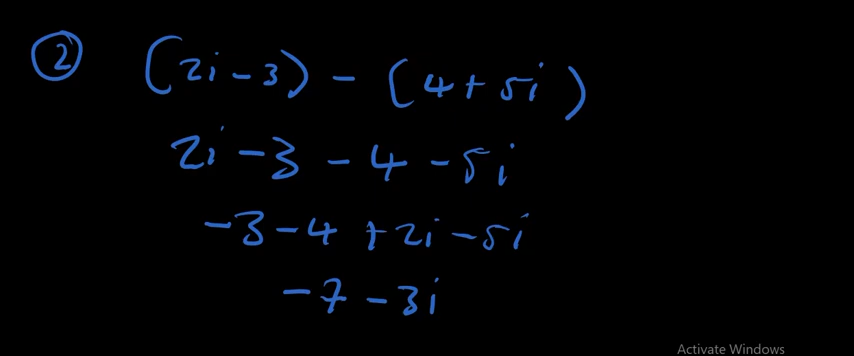 ② (2i - 3) - (4 + 5i)
2i - 3 - 4 - 5i
-3 - 4 + 2i - 5i
-7 - 3i
Activate Windows